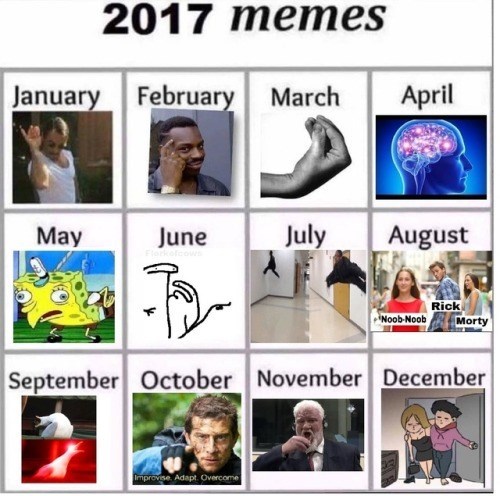 2017 memes
January
February
March
April
May
June
July
August
Noob-Noob
Rick
Morty
September
October
November
December
Improvise. Adapt. Overcome